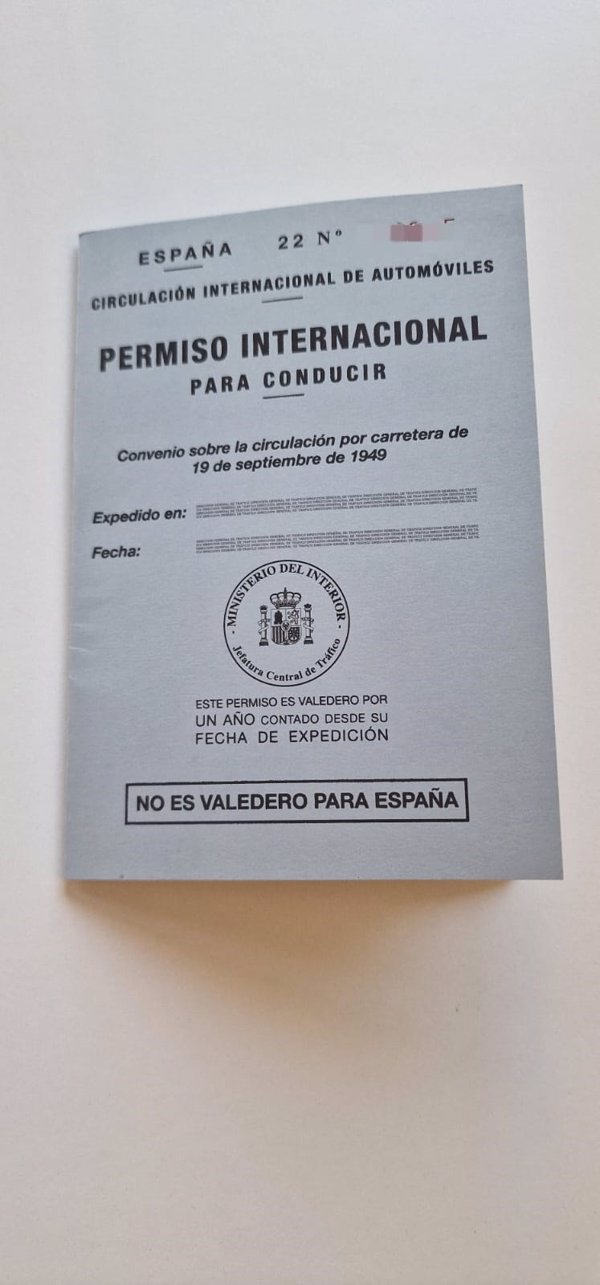 ESPAÑA 22 Nº
CIRCULACIÓN INTERNACIONAL DE AUTOMÓVILES
PERMISO INTERNACIONAL
PARA CONDUCIR
Convenio sobre la circulación por carretera de
19 de septiembre de 1949
Expedido en:
Fecha:
- MINISTERIO DEL INTERIOR -
Jefatura Central de Tráfico
ESTE PERMISO ES VALEDERO POR
UN AÑO CONTADO DESDE SU
FECHA DE EXPEDICIÓN
NO ES VALEDERO PARA ESPAÑA